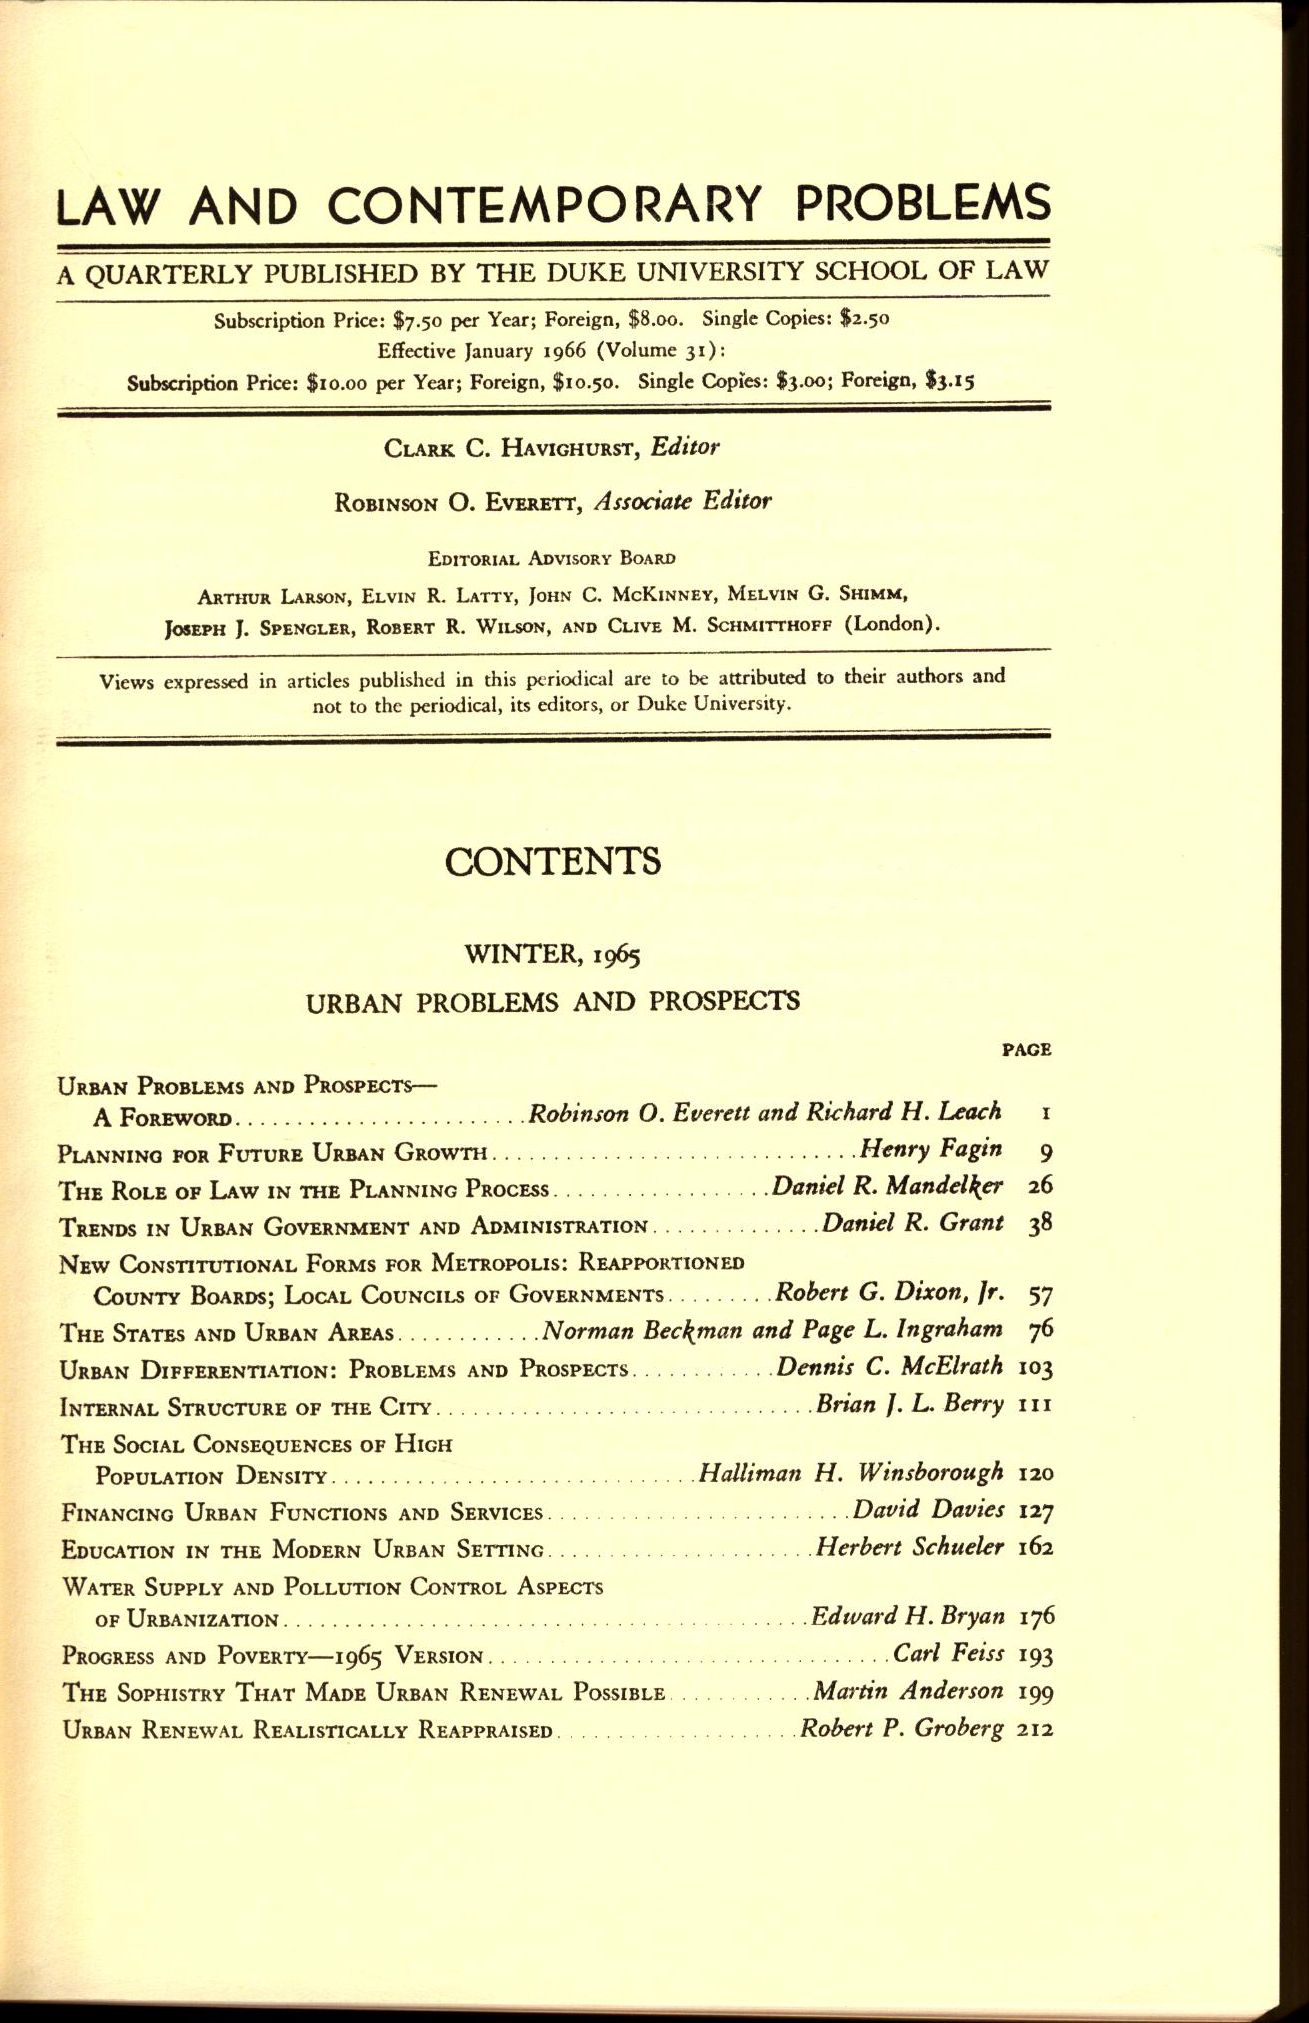 LAW AND CONTEMPORARY PROBLEMS
A QUARTERLY PUBLISHED BY THE DUKE UNIVERSITY SCHOOL OF LAW
Subscription Price: $7.50 per Year; Foreign, $8.00. Single Copies: $2.50
Effective January 1966 (Volume 31):
Subscription Price: $10.00 per Year; Foreign, $10.50. Single Copies: $3.00; Foreign, $3.15
CLARK C. HAVIGHURST, Editor
ROBINSON O. EVERETT, Associate Editor
EDITORIAL ADVISORY BOARD
ARTHUR LARSON, ELVIN R. LATTY, JOHN C. MCKINNEY, MELVIN G. SHIMM,
JOSEPH J. SPENGLER, ROBERT R. WILSON, AND CLIVE M. SCHMITTHOFF (London).
Views expressed in articles published in this periodical are to be attributed to their authors and
not to the periodical, its editors, or Duke University.
CONTENTS
WINTER, 1965
URBAN PROBLEMS AND PROSPECTS
PAGE
URBAN PROBLEMS AND PROSPECTS—
A FOREWORD........................Robinson O. Everett and Richard H. Leach 1
PLANNING FOR FUTURE URBAN GROWTH..............................Henry Fagin 9
THE ROLE OF LAW IN THE PLANNING PROCESS..................Daniel R. Mandelker 26
TRENDS IN URBAN GOVERNMENT AND ADMINISTRATION..............Daniel R. Grant 38
NEW CONSTITUTIONAL FORMS FOR METROPOLIS: REAPPORTIONED
COUNTY BOARDS; LOCAL COUNCILS OF GOVERNMENTS.........Robert G. Dixon, Jr. 57
THE STATES AND URBAN AREAS............Norman Beckman and Page L. Ingraham 76
URBAN DIFFERENTIATION: PROBLEMS AND PROSPECTS............Dennis C. McElrath 103
INTERNAL STRUCTURE OF THE CITY...............................Brian J. L. Berry 111
THE SOCIAL CONSEQUENCES OF HIGH
POPULATION DENSITY..............................Halliman H. Winsborough 120
FINANCING URBAN FUNCTIONS AND SERVICES.........................David Davies 127
EDUCATION IN THE MODERN URBAN SETTING......................Herbert Schueler 162
WATER SUPPLY AND POLLUTION CONTROL ASPECTS
OF URBANIZATION...........................................Edward H. Bryan 176
PROGRESS AND POVERTY—1965 VERSION.................................Carl Feiss 193
THE SOPHISTRY THAT MADE URBAN RENEWAL POSSIBLE............Martin Anderson 199
URBAN RENEWAL REALISTICALLY REAPPRAISED....................Robert P. Groberg 212